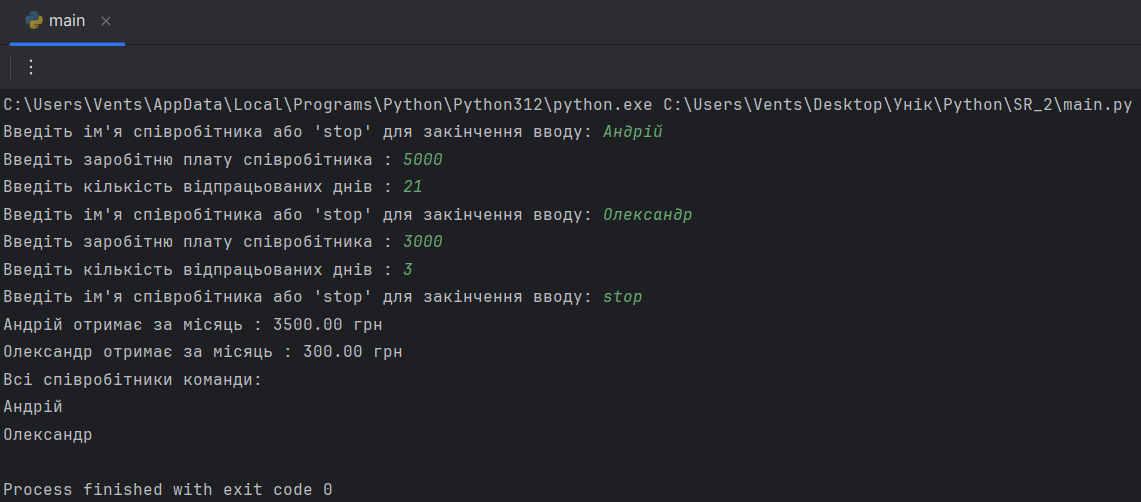 main
C:\Users\Vents\AppData\Local\Programs\Python\Python312\python.exe C:\Users\Vents\Desktop\Унік\Python\SR_2\main.py
Введіть ім'я співробітника або 'stop' для закінчення вводу: Андрій
Введіть заробітню плату співробітника : 5000
Введіть кількість відпрацьованих днів : 21
Введіть ім'я співробітника або 'stop' для закінчення вводу: Олександр
Введіть заробітню плату співробітника : 3000
Введіть кількість відпрацьованих днів : 3
Введіть ім'я співробітника або 'stop' для закінчення вводу: stop
Андрій отримає за місяць : 3500.00 грн
Олександр отримає за місяць : 300.00 грн
Всі співробітники команди:
Андрій
Олександр
Process finished with exit code 0